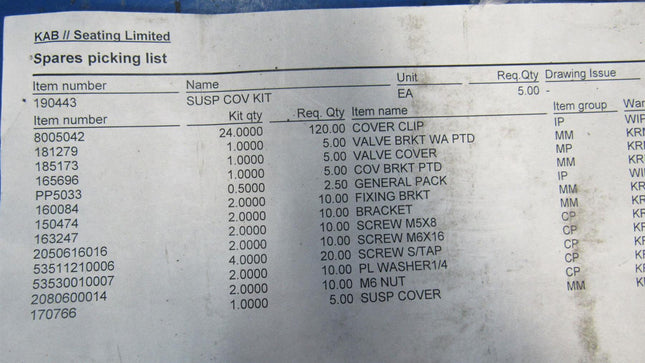 KAB // Seating Limited
Spares picking list
Item number Name Unit Req.Qty Drawing Issue
190443 SUSP COV KIT EA 5.00 -
Item number Kit qty Req. Qty Item name Item group
8005042 24.0000 120.00 COVER CLIP IP
181279 1.0000 5.00 VALVE BRKT WA PTD MM
185173 1.0000 5.00 VALVE COVER MP
165696 1.0000 5.00 COV BRKT PTD MM
PP5033 0.5000 2.50 GENERAL PACK IP
160084 2.0000 10.00 FIXING BRKT MM
150474 2.0000 10.00 BRACKET MM
163247 2.0000 10.00 SCREW M5X8 CP
2050616016 2.0000 10.00 SCREW M6X16 CP
53511210006 4.0000 20.00 SCREW S/TAP CP
53530010007 2.0000 10.00 PL WASHER1/4 CP
2080600014 2.0000 10.00 M6 NUT CP
170766 1.0000 5.00 SUSP COVER MM